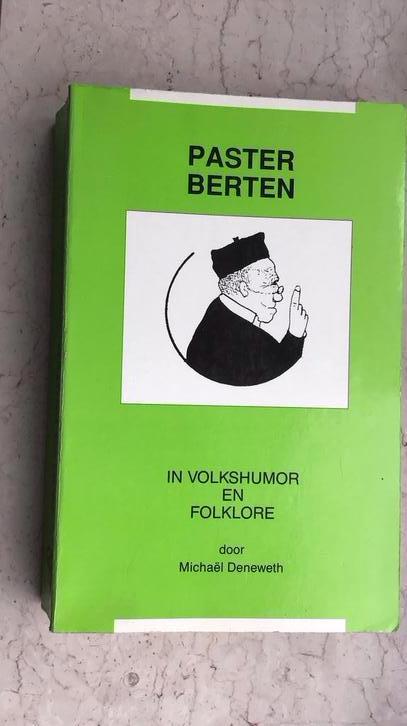 PASTER
BERTEN
IN VOLKSHUMOR
EN
FOLKLORE
door
Michaël Deneweth